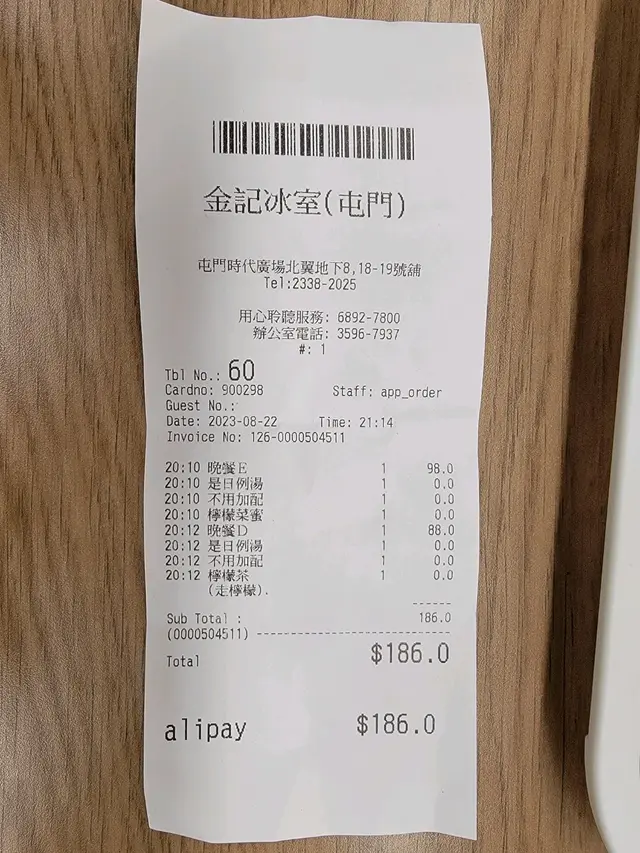 金記冰室(屯門)
屯門時代廣場北翼地下8,18-19號舖
Tel:2338-2025
用心聆聽服務: 6892-7800
辦公室電話: 3596-7937
#: 1
Tbl No.: 60
Cardno: 900298 Staff: app_order
Guest No.:
Date: 2023-08-22 Time: 21:14
Invoice No: 126-0000504511
20:10 晚餐E 1 98.0
20:10 是日例湯 1 0.0
20:10 不用加配 1 0.0
20:10 檸檬菜蜜 1 0.0
20:12 晚餐D 1 88.0
20:12 是日例湯 1 0.0
20:12 不用加配 1 0.0
20:12 檸檬茶 1 0.0
(走檸檬).
------
Sub Total : 186.0
(0000504511) ----------------------------
Total $186.0
alipay $186.0